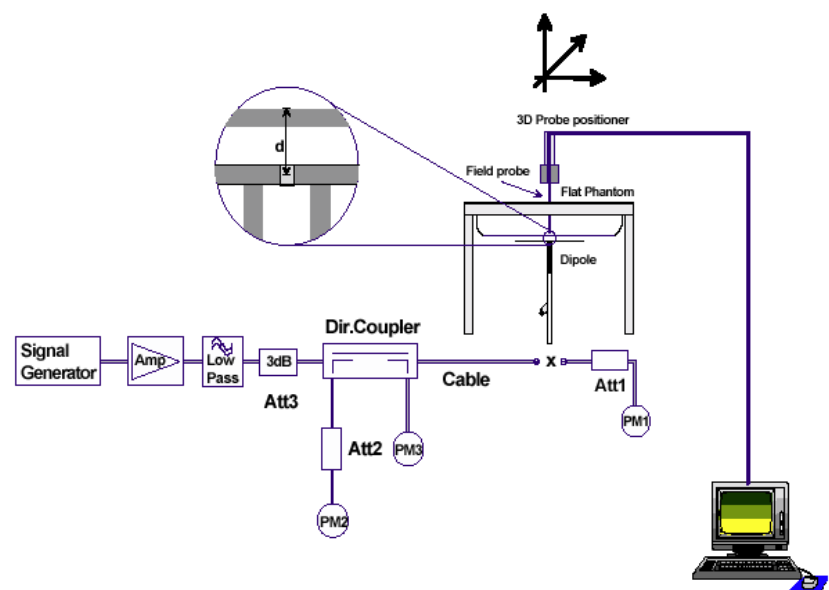 3D Probe positioner
d
Field probe
Flat Phantom
Dipole
Dir.Coupler
Signal
Generator
Amp
Low
Pass
3dB
Cable
x
Att1
Att3
PM1
Att2
PM3
PM2